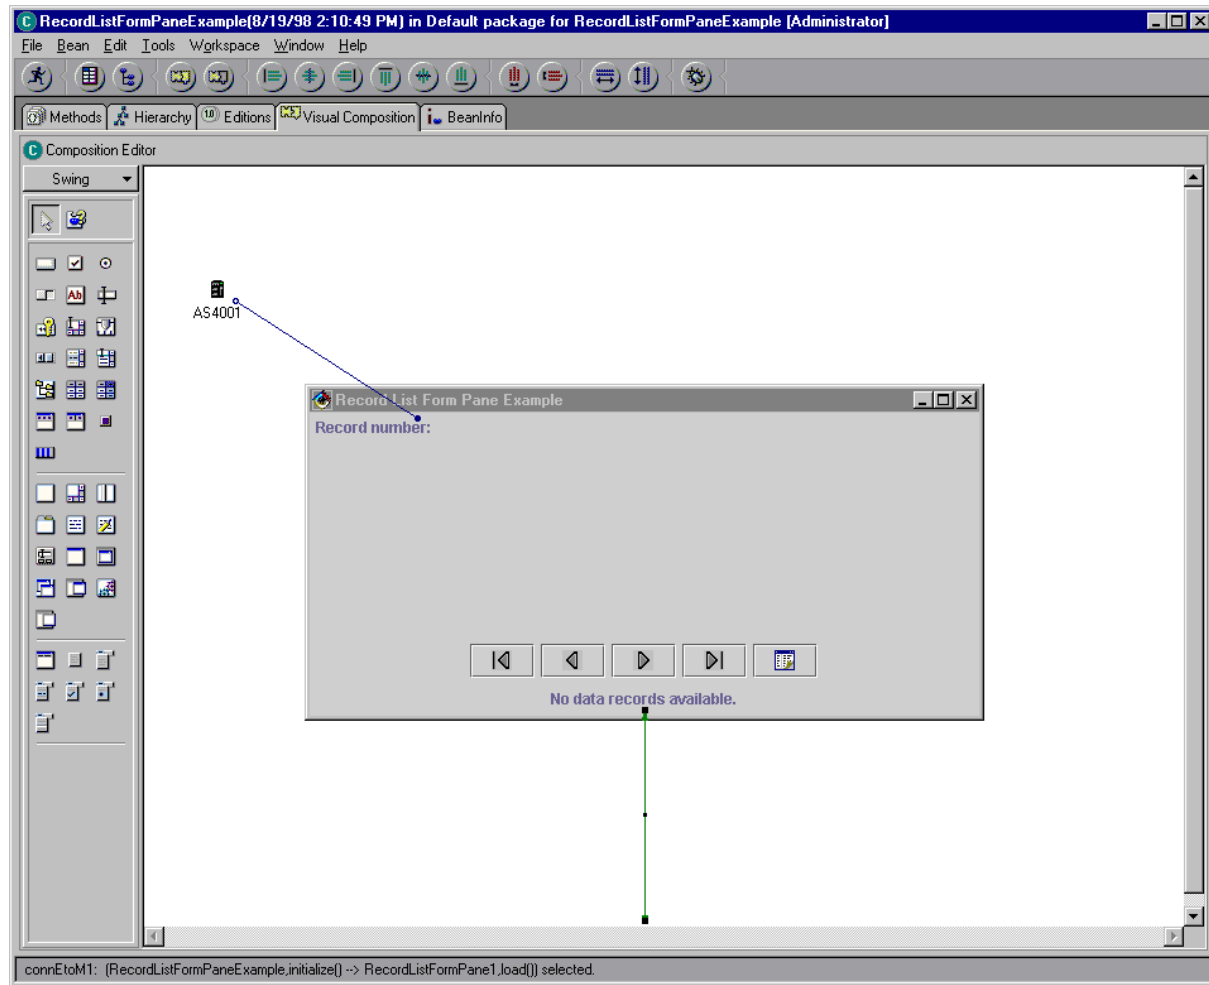 RecordListFormPaneExample(8/19/98 2:10:49 PM) in Default package for RecordListFormPaneExample [Administrator]
File Bean Edit Tools Workspace Window Help
Methods Hierarchy Editions Visual Composition BeanInfo
Composition Editor
Swing
AS4001
Record List Form Pane Example
Record number:
No data records available.
connEtoM1: (RecordListFormPaneExample,initialize() --> RecordListFormPane1,load()) selected.